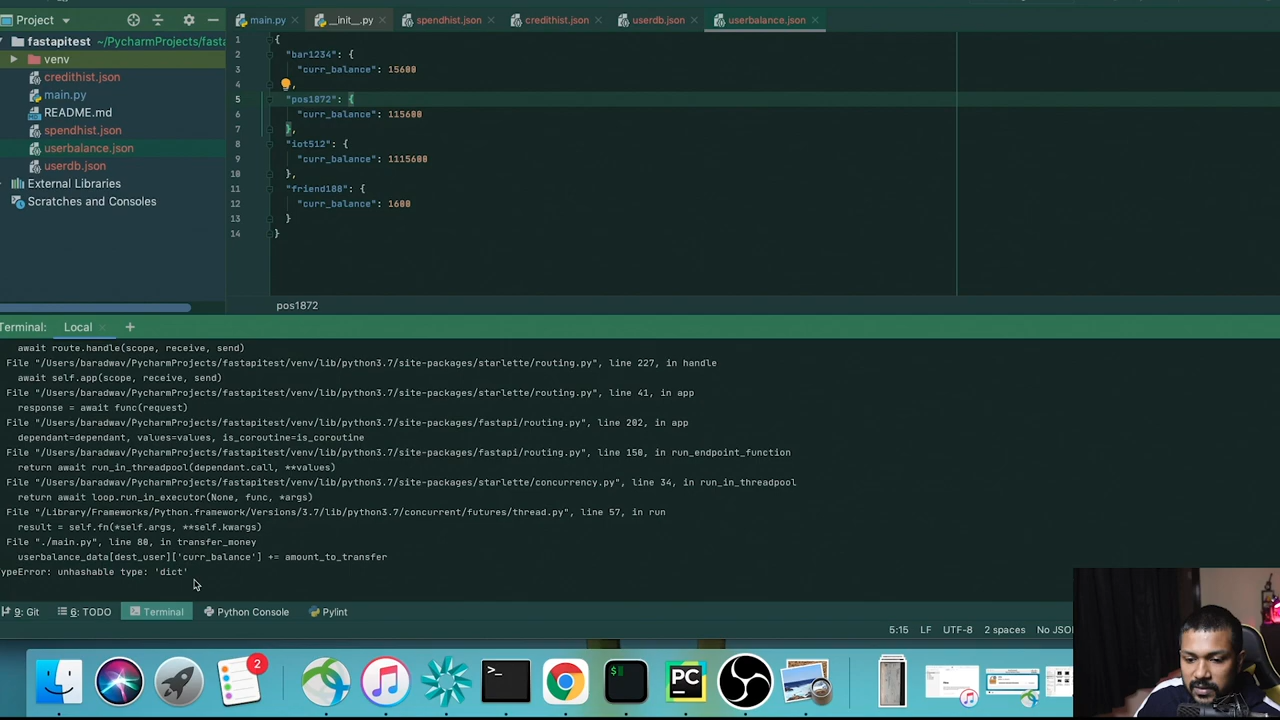 Project
main.py
__init__.py
spendhist.json
credithist.json
userdb.json
userbalance.json
fastapitest ~/PycharmProjects/fasta
venv
credithist.json
main.py
README.md
spendhist.json
userbalance.json
userdb.json
External Libraries
Scratches and Consoles
1 {
2 "bar1234": {
3 "curr_balance": 15600
4 ,
5 "pos1872": {
6 "curr_balance": 115600
7 },
8 "iot512": {
9 "curr_balance": 1115600
10 },
11 "friend188": {
12 "curr_balance": 1600
13 }
14 }
pos1872
Terminal: Local +
await route.handle(scope, receive, send)
File "/Users/baradwav/PycharmProjects/fastapitest/venv/lib/python3.7/site-packages/starlette/routing.py", line 227, in handle
await self.app(scope, receive, send)
File "/Users/baradwav/PycharmProjects/fastapitest/venv/lib/python3.7/site-packages/starlette/routing.py", line 41, in app
response = await func(request)
File "/Users/baradwav/PycharmProjects/fastapitest/venv/lib/python3.7/site-packages/fastapi/routing.py", line 202, in app
dependant=dependant, values=values, is_coroutine=is_coroutine
File "/Users/baradwav/PycharmProjects/fastapitest/venv/lib/python3.7/site-packages/fastapi/routing.py", line 150, in run_endpoint_function
return await run_in_threadpool(dependant.call, **values)
File "/Users/baradwav/PycharmProjects/fastapitest/venv/lib/python3.7/site-packages/starlette/concurrency.py", line 34, in run_in_threadpool
return await loop.run_in_executor(None, func, *args)
File "/Library/Frameworks/Python.framework/Versions/3.7/lib/python3.7/concurrent/futures/thread.py", line 57, in run
result = self.fn(*self.args, **self.kwargs)
File "./main.py", line 80, in transfer_money
userbalance_data[dest_user]['curr_balance'] += amount_to_transfer
ypeError: unhashable type: 'dict'
9: Git
6: TODO
Terminal
Python Console
Pylint
5:15 LF UTF-8 2 spaces No JSO
2
PC